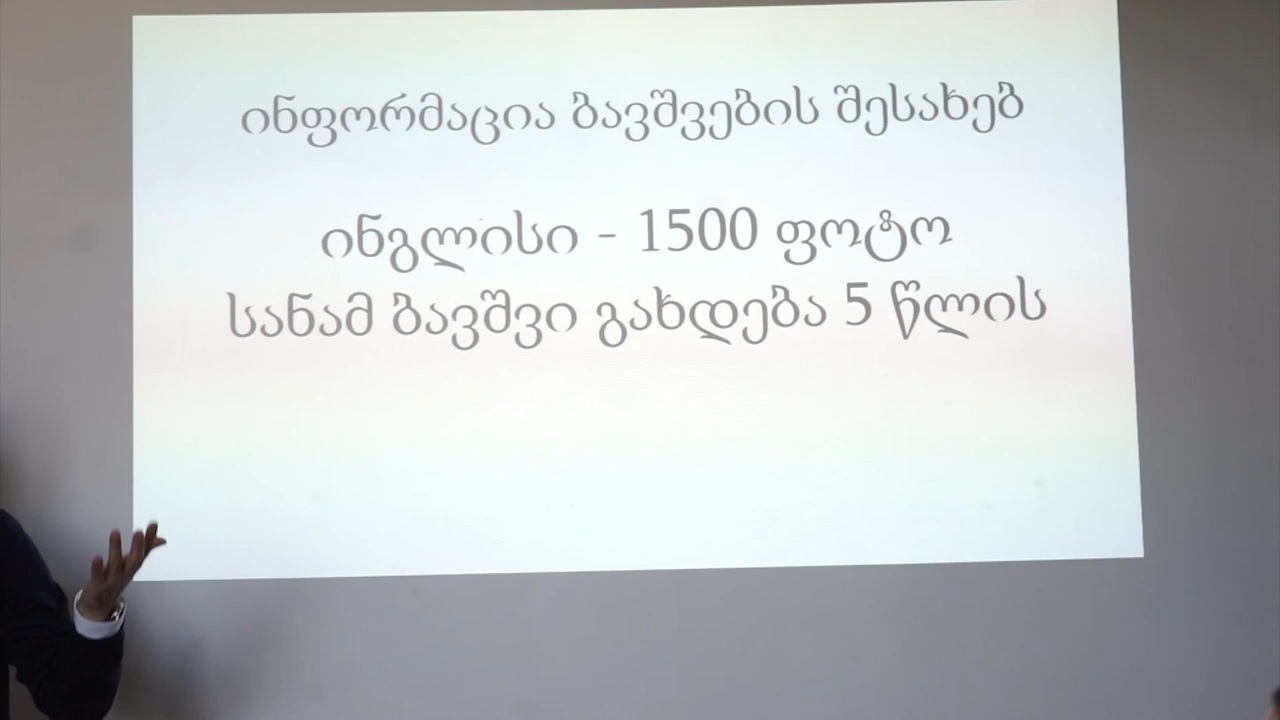 ინფორმაცია ბავშვების შესახებ
ინგლისი - 1500 ფოტო
სანამ ბავშვი გახდება 5 წლის